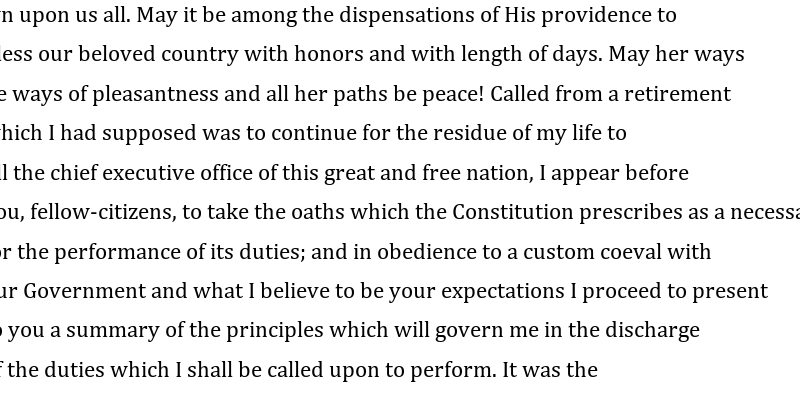 upon us all. May it be among the dispensations of His providence to
our beloved country with honors and with length of days. May her ways
ways of pleasantness and all her paths be peace! Called from a retirement
which I had supposed was to continue for the residue of my life to
the chief executive office of this great and free nation, I appear before
you, fellow-citizens, to take the oaths which the Constitution prescribes as a
for the performance of its duties; and in obedience to a custom coeval with
our Government and what I believe to be your expectations I proceed to present
to you a summary of the principles which will govern me in the discharge
of the duties which I shall be called upon to perform. It was the